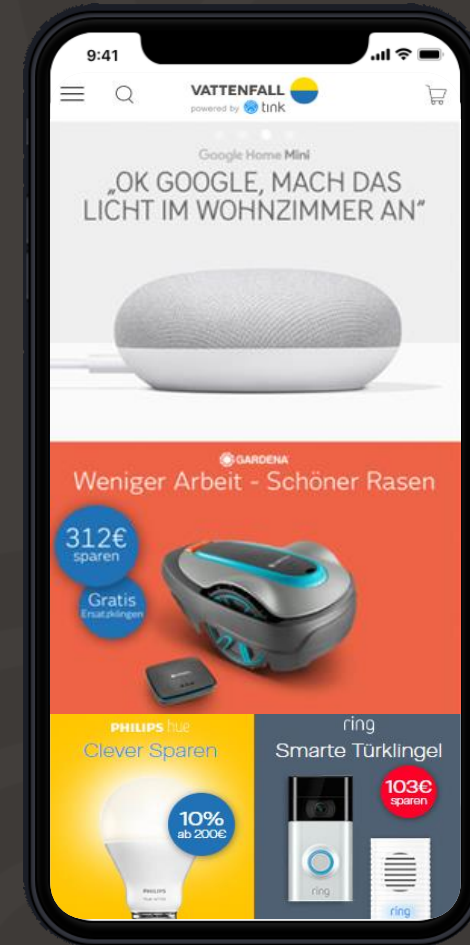 9:41
VATTENFALL
powered by tink
Google Home Mini
„OK GOOGLE, MACH DAS
LICHT IM WOHNZIMMER AN“
GARDENA
Weniger Arbeit - Schöner Rasen
312€
sparen
Gratis
Ersatzklingen
PHILIPS hue
Clever Sparen
10%
ab 200€
PHILIPS
ring
Smarte Türklingel
103€
sparen
ring
ring